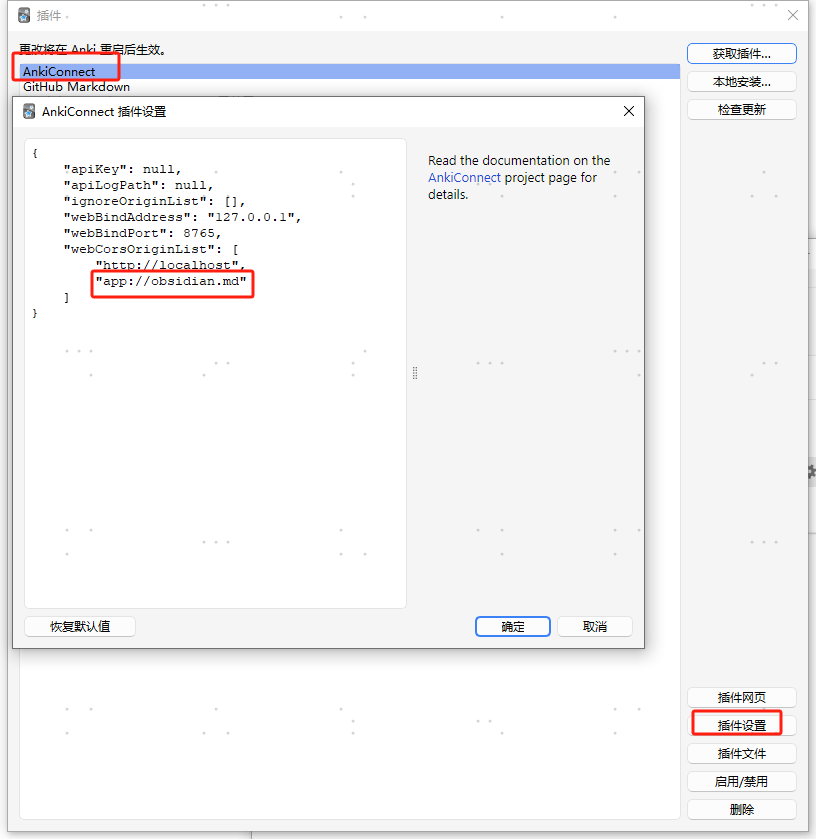 插件
更改将在 Anki 重启后生效。
获取插件...
AnkiConnect
本地安装...
GitHub Markdown
检查更新
AnkiConnect 插件设置
{
"apiKey": null,
"apiLogPath": null,
"ignoreOriginList": [],
"webBindAddress": "127.0.0.1",
"webBindPort": 8765,
"webCorsOriginList": [
"http://localhost",
"app://obsidian.md"
]
}
Read the documentation on the
AnkiConnect project page for
details.
恢复默认值
确定
取消
插件网页
插件设置
插件文件
启用/禁用
删除